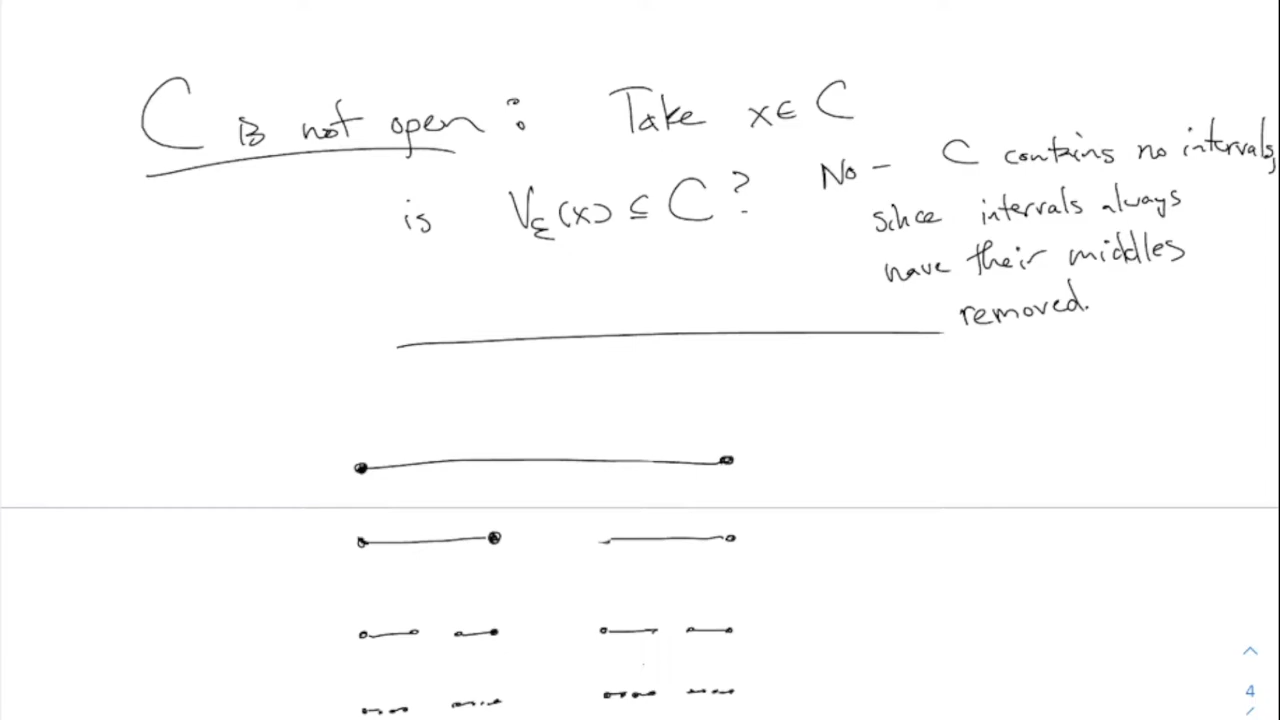 C is not open: Take x ∈ C
is V_ε(x) ⊆ C? No – C contains no intervals,
since intervals always
have their middles
removed.
4